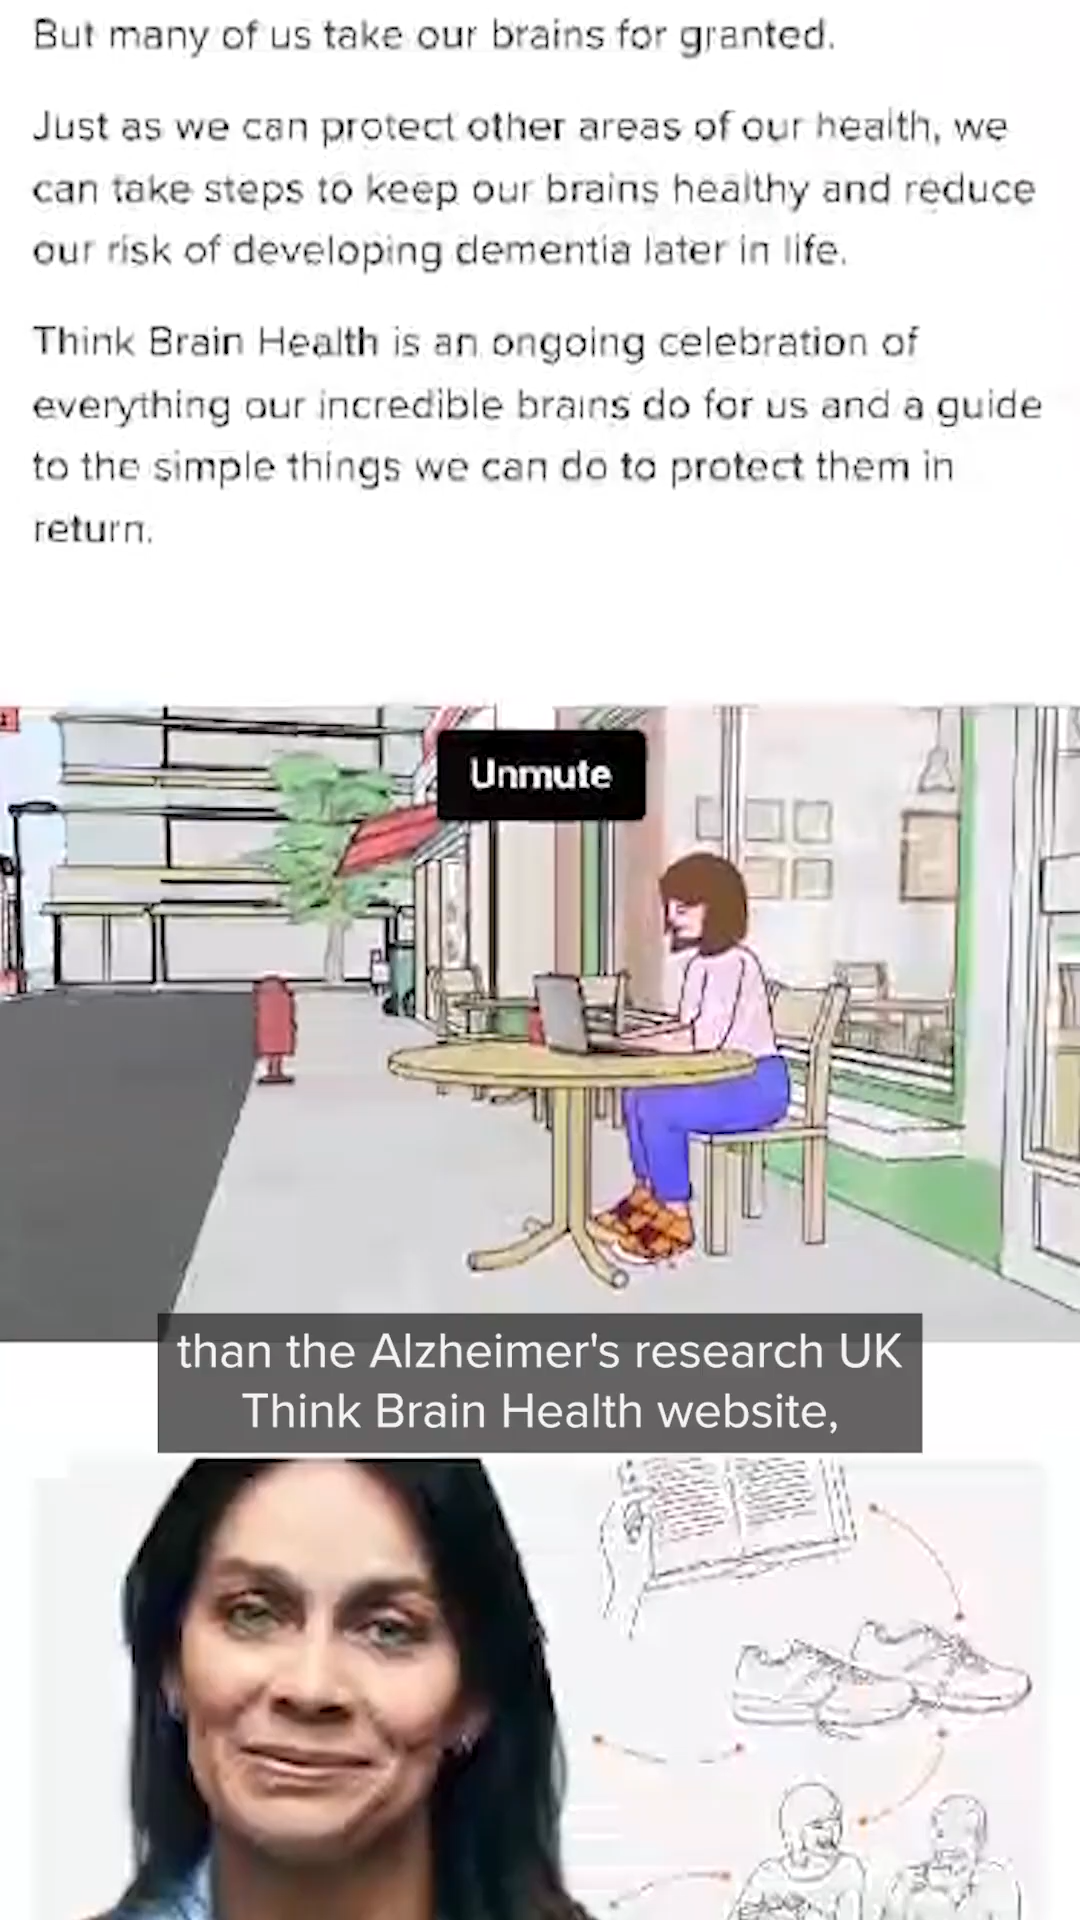 But many of us take our brains for granted.
Just as we can protect other areas of our health, we
can take steps to keep our brains healthy and reduce
our risk of developing dementia later in life.
Think Brain Health is an ongoing celebration of
everything our incredible brains do for us and a guide
to the simple things we can do to protect them in
return.
Unmute
than the Alzheimer's research UK
Think Brain Health website,